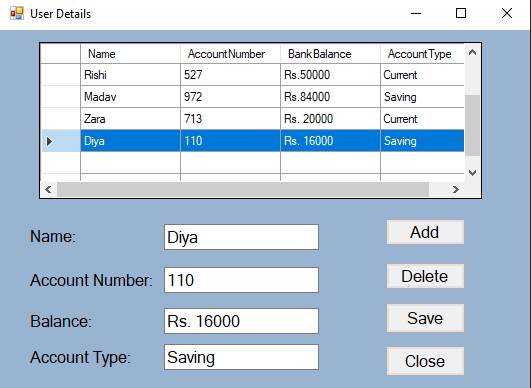 User Details
Name AccountNumber BankBalance AccountType
Rishi 527 Rs.50000 Current
Madav 972 Rs.84000 Saving
Zara 713 Rs. 20000 Current
Diya 110 Rs. 16000 Saving
Name: Diya Add
Account Number: 110 Delete
Balance: Rs. 16000 Save
Account Type: Saving Close